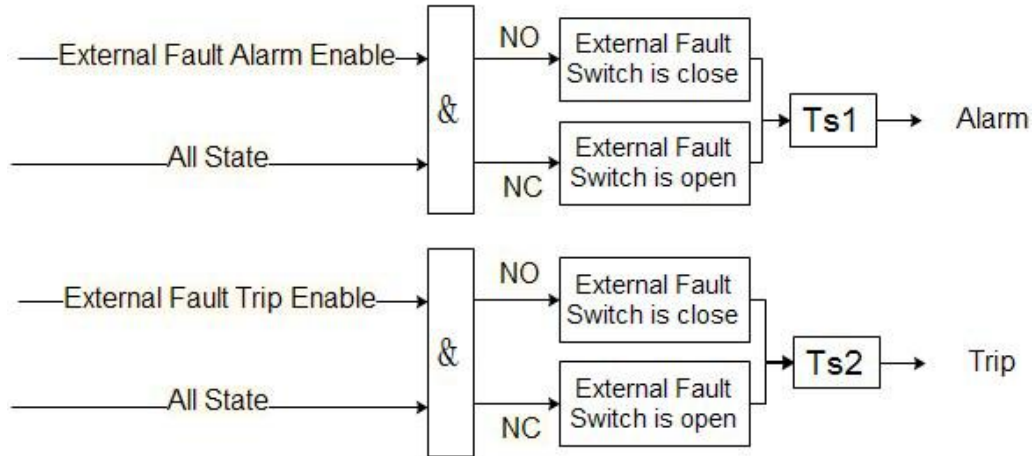 External Fault Alarm Enable
All State
&
NO
NC
External Fault
Switch is close
External Fault
Switch is open
Ts1
Alarm
External Fault Trip Enable
All State
&
NO
NC
External Fault
Switch is close
External Fault
Switch is open
Ts2
Trip